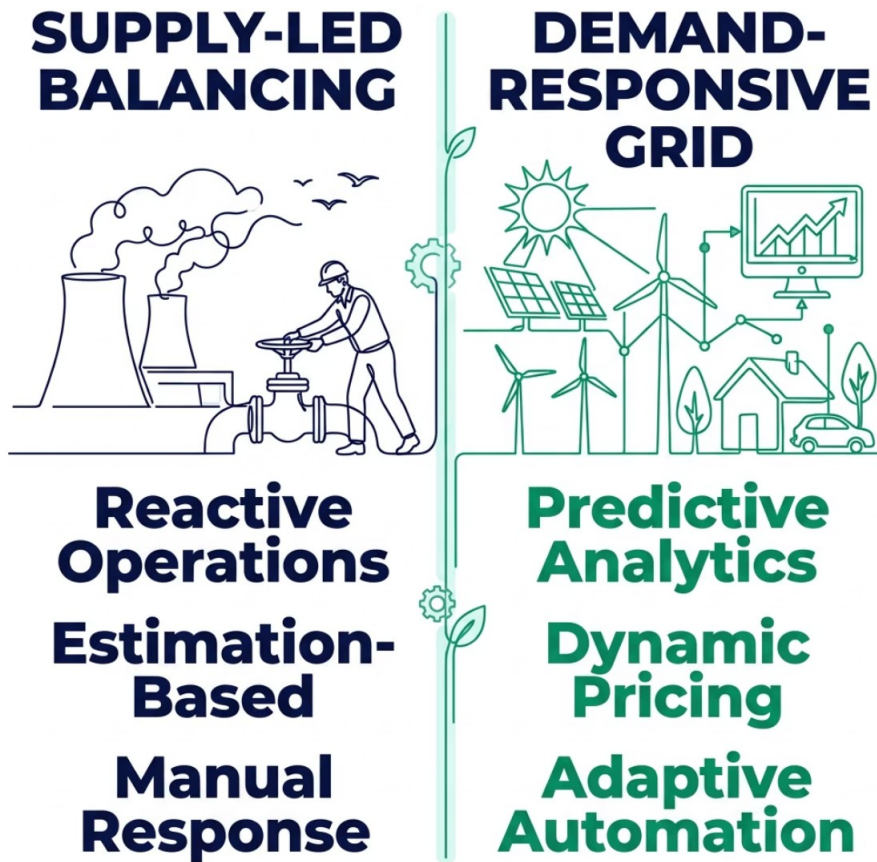 SUPPLY-LED
BALANCING
Reactive
Operations
Estimation-
Based
Manual
Response
DEMAND-
RESPONSIVE
GRID
Predictive
Analytics
Dynamic
Pricing
Adaptive
Automation